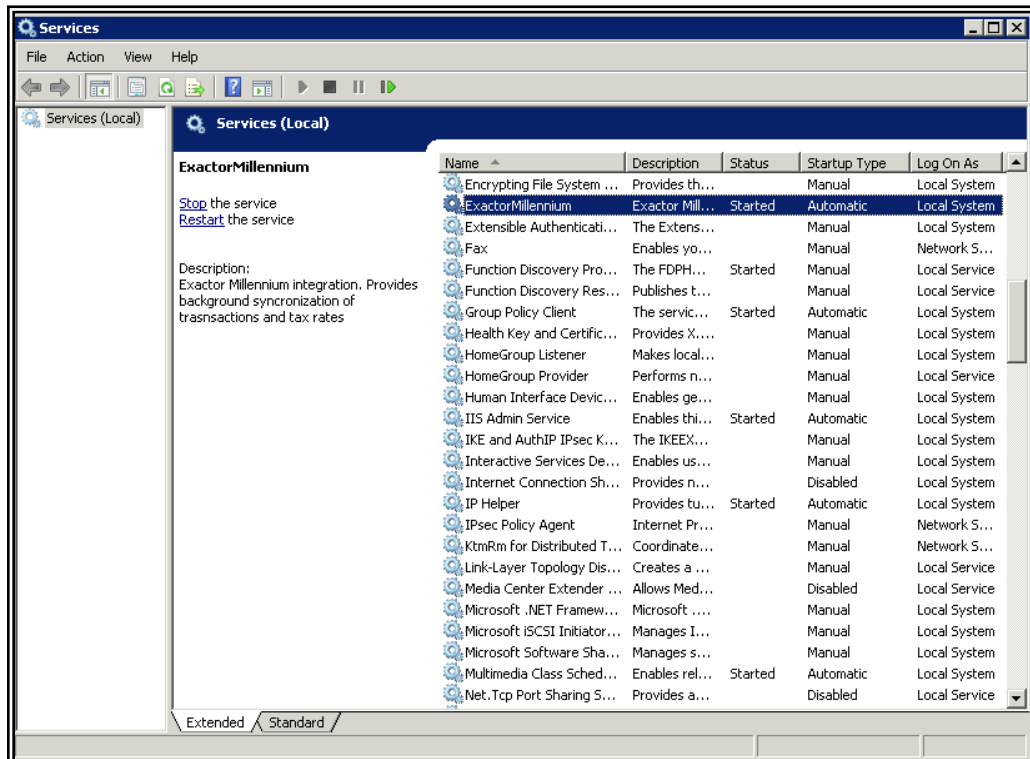 Services
File Action View Help
Services (Local)
Services (Local)
ExactorMillennium
Stop the service
Restart the service
Description:
Exactor Millennium integration. Provides
background syncronization of
trasnsactions and tax rates
Name Description Status Startup Type Log On As
Encrypting File System ... Provides th... Manual Local System
ExactorMillennium Exactor Mill... Started Automatic Local System
Extensible Authenticati... The Extens... Manual Local System
Fax Enables yo... Manual Network S...
Function Discovery Pro... The FDPH... Started Manual Local Service
Function Discovery Res... Publishes t... Manual Local Service
Group Policy Client The servic... Started Automatic Local System
Health Key and Certific... Provides X.... Manual Local System
HomeGroup Listener Makes local... Manual Local System
HomeGroup Provider Performs n... Manual Local Service
Human Interface Devic... Enables ge... Manual Local System
IIS Admin Service Enables thi... Started Automatic Local System
IKE and AuthIP IPsec K... The IKEEX... Manual Local System
Interactive Services De... Enables us... Manual Local System
Internet Connection Sh... Provides n... Disabled Local System
IP Helper Provides tu... Started Automatic Local System
IPsec Policy Agent Internet Pr... Manual Network S...
KtmRm for Distributed T... Coordinate... Manual Network S...
Link-Layer Topology Dis... Creates a ... Manual Local Service
Media Center Extender ... Allows Med... Disabled Local Service
Microsoft .NET Framew... Microsoft .... Manual Local System
Microsoft iSCSI Initiator... Manages I... Manual Local System
Microsoft Software Sha... Manages s... Manual Local System
Multimedia Class Sched... Enables rel... Started Automatic Local System
Net.Tcp Port Sharing S... Provides a... Disabled Local Service
Extended Standard